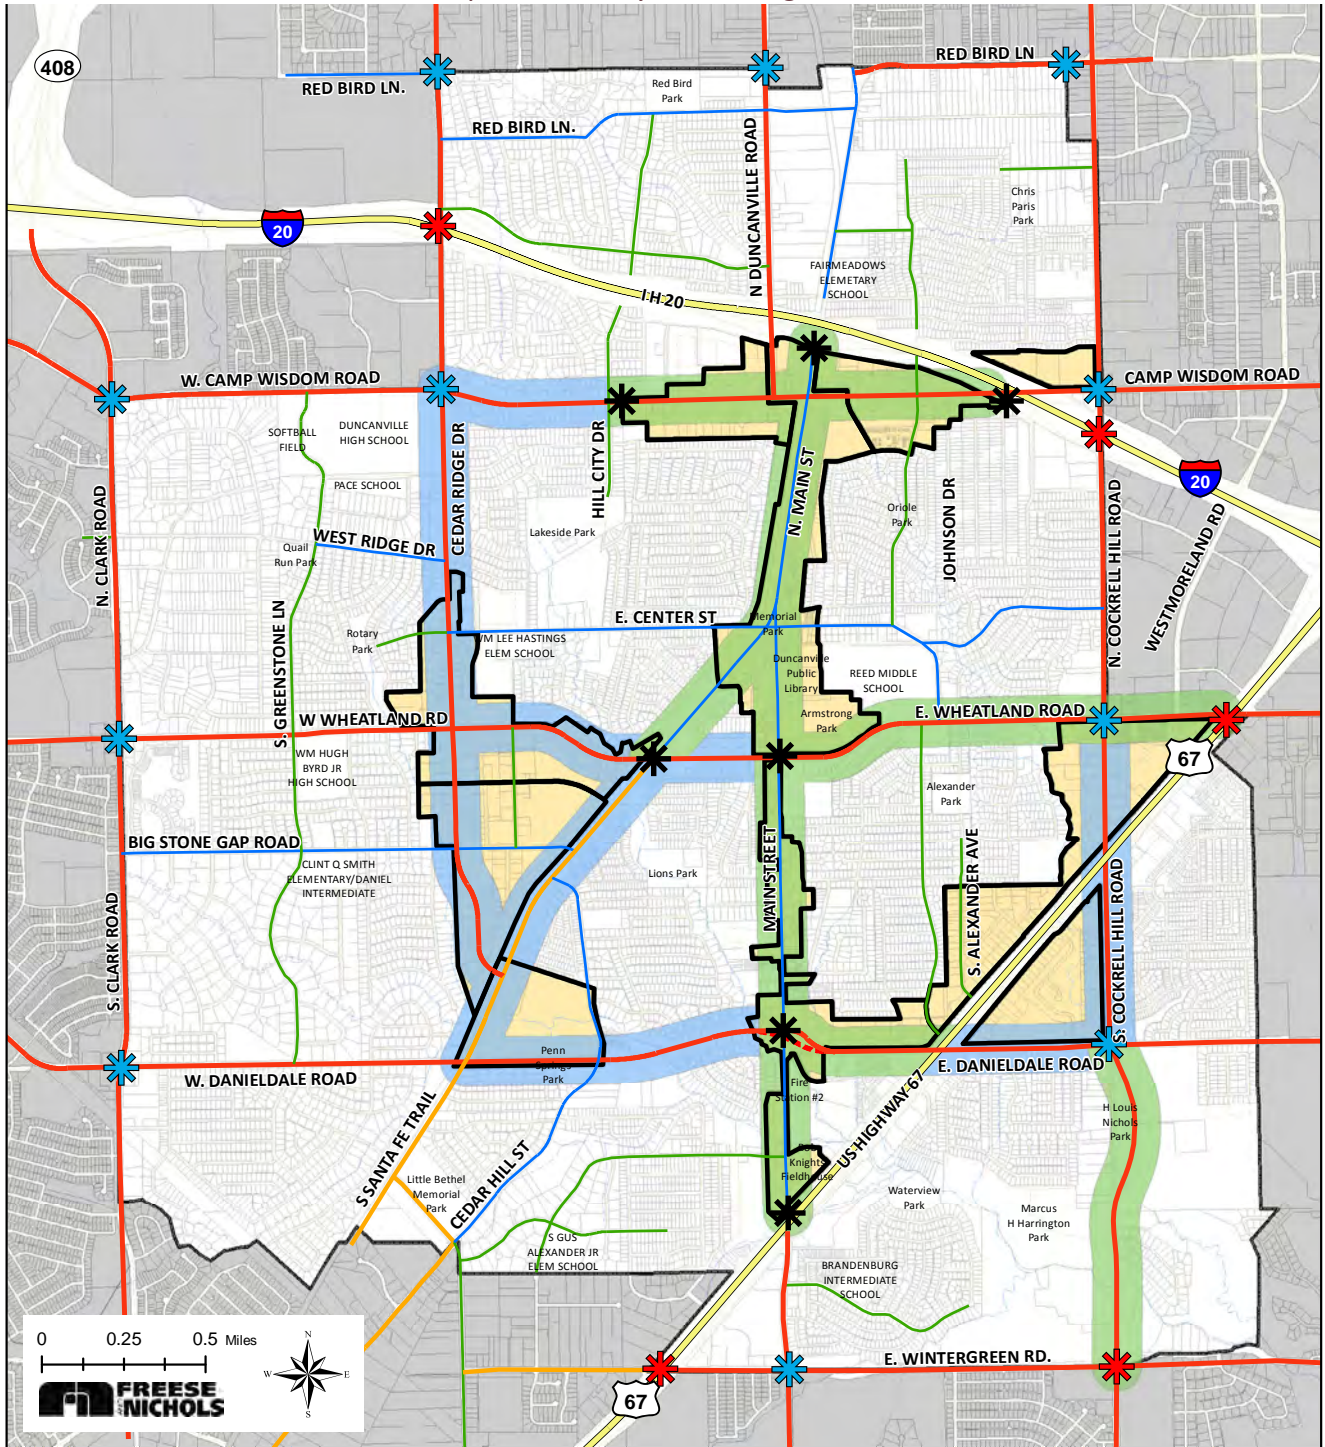 408
RED BIRD LN.
RED BIRD LN
Red Bird
Park
RED BIRD LN.
N DUNCANVILLE ROAD
Chris
Paris
Park
20
I H 20
FAIRMEADOWS
ELEMETARY
SCHOOL
W. CAMP WISDOM ROAD
CAMP WISDOM ROAD
SOFTBALL
FIELD
DUNCANVILLE
HIGH SCHOOL
PACE SCHOOL
CEDAR RIDGE DR
HILL CITY DR
N. MAIN ST
20
N. CLARK ROAD
WEST RIDGE DR
Quail
Run Park
Lakeside Park
Oriole
Park
JOHNSON DR
N. COCKRELL HILL ROAD
WESTMORELAND RD
S. GREENSTONE LN
Rotary
Park
E. CENTER ST
WM LEE HASTINGS
ELEM SCHOOL
Memorial
Park
Duncanville
Public
Library
REED MIDDLE
SCHOOL
Armstrong
Park
E. WHEATLAND ROAD
W WHEATLAND RD
67
WM HUGH
BYRD JR
HIGH SCHOOL
Alexander
Park
BIG STONE GAP ROAD
CLINT Q SMITH
ELEMENTARY/DANIEL
INTERMEDIATE
Lions Park
MAIN STREET
S. ALEXANDER AVE
S. COCKRELL HILL ROAD
S. CLARK ROAD
W. DANIELDALE ROAD
Penn
Springs
Park
E. DANIELDALE ROAD
Fire
Station #2
US HIGHWAY 67
H Louis
Nichols
Park
S SANTA FE TRAIL
CEDAR HILL ST
Little Bethel
Memorial
Park
Bob
Knights
Fieldhouse
Waterview
Park
Marcus
H Harrington
Park
S GUS
ALEXANDER JR
ELEM SCHOOL
BRANDENBURG
INTERMEDIATE
SCHOOL
E. WINTERGREEN RD.
67
0 0.25 0.5 Miles
N
W E
S
FREESE
AND
NICHOLS